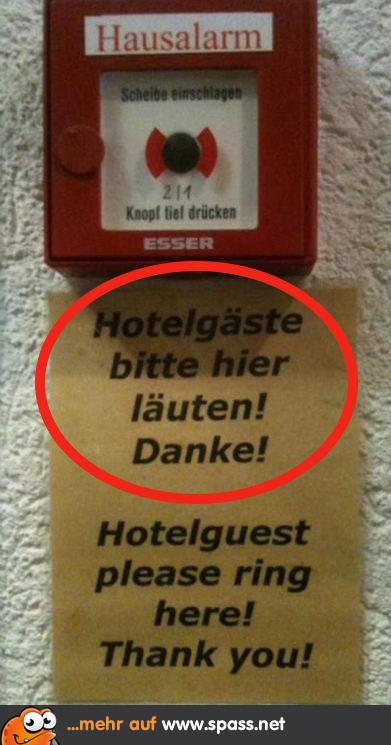 Hausalarm
Scheibe einschlagen
2/1
Knopf tief drücken
ESSER
Hotelgäste
bitte hier
läuten!
Danke!
Hotelguest
please ring
here!
Thank you!
...mehr auf www.spass.net